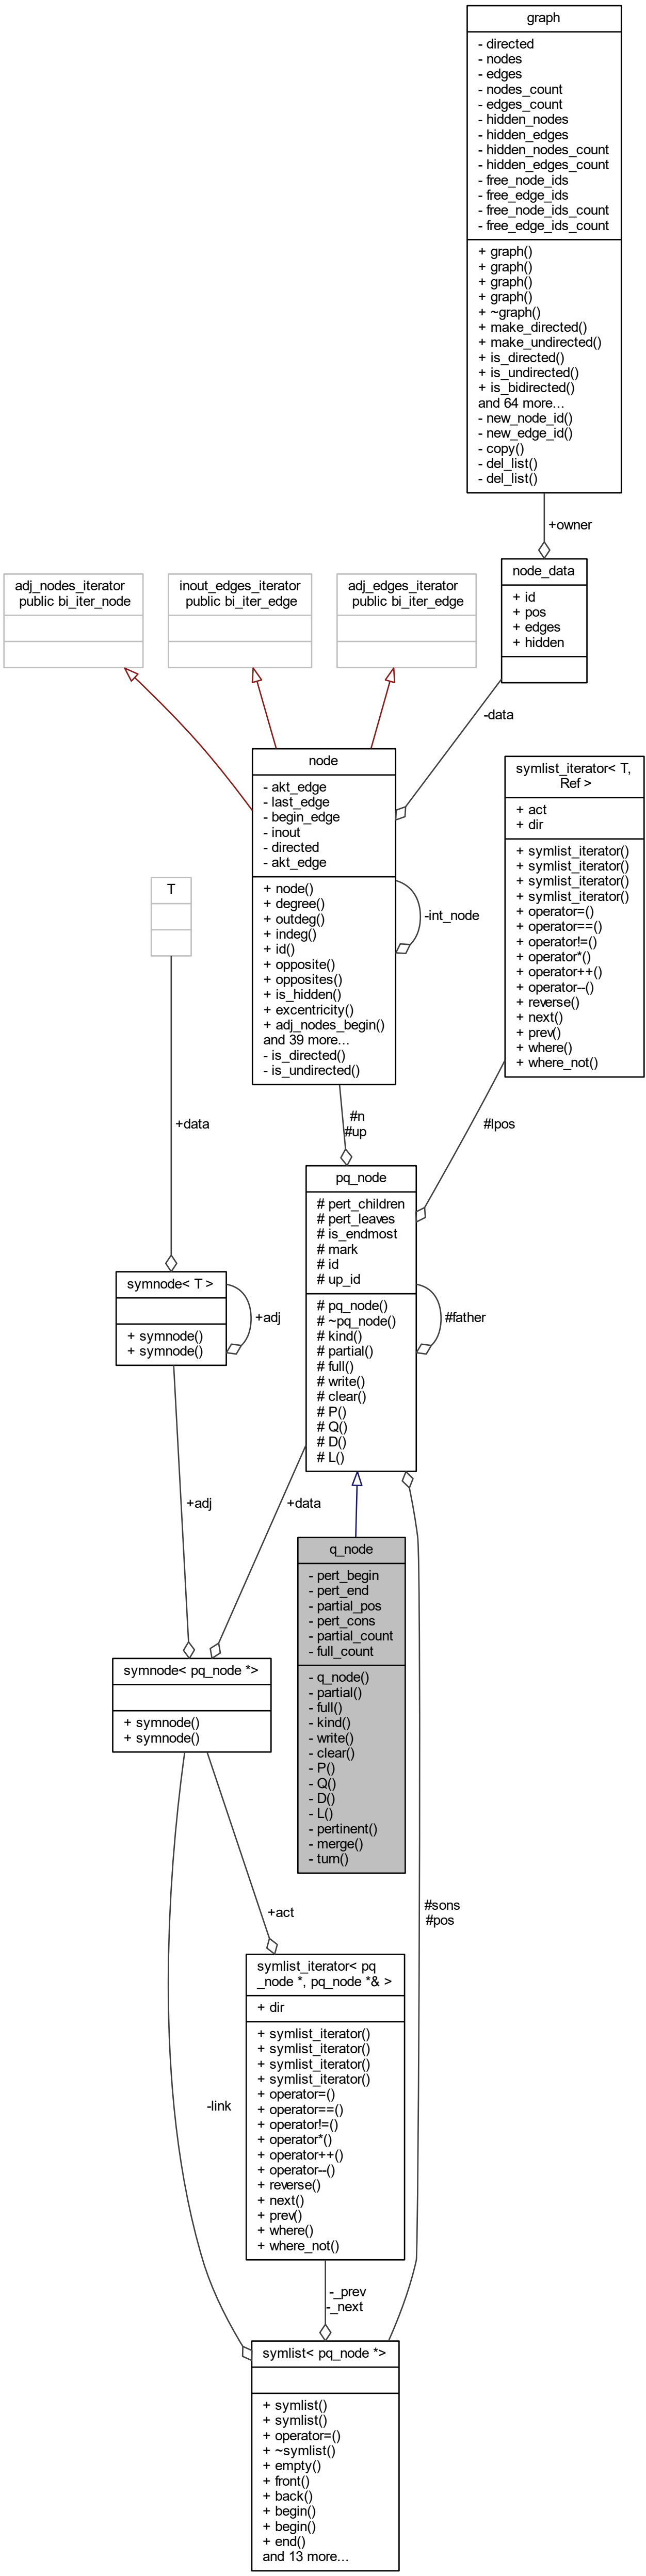 graph
- directed
- nodes
- edges
- nodes_count
- edges_count
- hidden_nodes
- hidden_edges
- hidden_nodes_count
- hidden_edges_count
- free_node_ids
- free_edge_ids
- free_node_ids_count
- free_edge_ids_count
+ graph()
+ graph()
+ graph()
+ graph()
+ ~graph()
+ make_directed()
+ make_undirected()
+ is_directed()
+ is_undirected()
+ is_bidirected()
and 64 more...
- new_node_id()
- new_edge_id()
- copy()
- del_list()
- del_list()
+owner
node_data
+ id
+ pos
+ edges
+ hidden
adj_nodes_iterator
public bi_iter_node
inout_edges_iterator
public bi_iter_edge
adj_edges_iterator
public bi_iter_edge
-data
node
- akt_edge
- last_edge
- begin_edge
- inout
- directed
- akt_edge
+ node()
+ degree()
+ outdeg()
+ indeg()
+ id()
+ opposite()
+ opposites()
+ is_hidden()
+ excentricity()
+ adj_nodes_begin()
and 39 more...
- is_directed()
- is_undirected()
-int_node
symlist_iterator< T,
Ref >
+ act
+ dir
+ symlist_iterator()
+ symlist_iterator()
+ symlist_iterator()
+ symlist_iterator()
+ operator=()
+ operator==()
+ operator!=()
+ operator*()
+ operator++()
+ operator--()
+ reverse()
+ next()
+ prev()
+ where()
+ where_not()
T
+data
#n
#up
#lpos
pq_node
# pert_children
# pert_leaves
# is_endmost
# mark
# id
# up_id
# pq_node()
# ~pq_node()
# kind()
# partial()
# full()
# write()
# clear()
# P()
# Q()
# D()
# L()
#father
symnode< T >
+ symnode()
+ symnode()
+adj
+adj
+data
q_node
- pert_begin
- pert_end
- partial_pos
- pert_cons
- partial_count
- full_count
- q_node()
- partial()
- full()
- kind()
- write()
- clear()
- P()
- Q()
- D()
- L()
- pertinent()
- merge()
- turn()
symnode< pq_node *>
+ symnode()
+ symnode()
+act
#sons
#pos
symlist_iterator< pq
_node *, pq_node *& >
+ dir
+ symlist_iterator()
+ symlist_iterator()
+ symlist_iterator()
+ symlist_iterator()
+ operator=()
+ operator==()
+ operator!=()
+ operator*()
+ operator++()
+ operator--()
+ reverse()
+ next()
+ prev()
+ where()
+ where_not()
-link
-_prev
-_next
symlist< pq_node *>
+ symlist()
+ symlist()
+ operator=()
+ ~symlist()
+ empty()
+ front()
+ back()
+ begin()
+ begin()
+ end()
and 13 more...